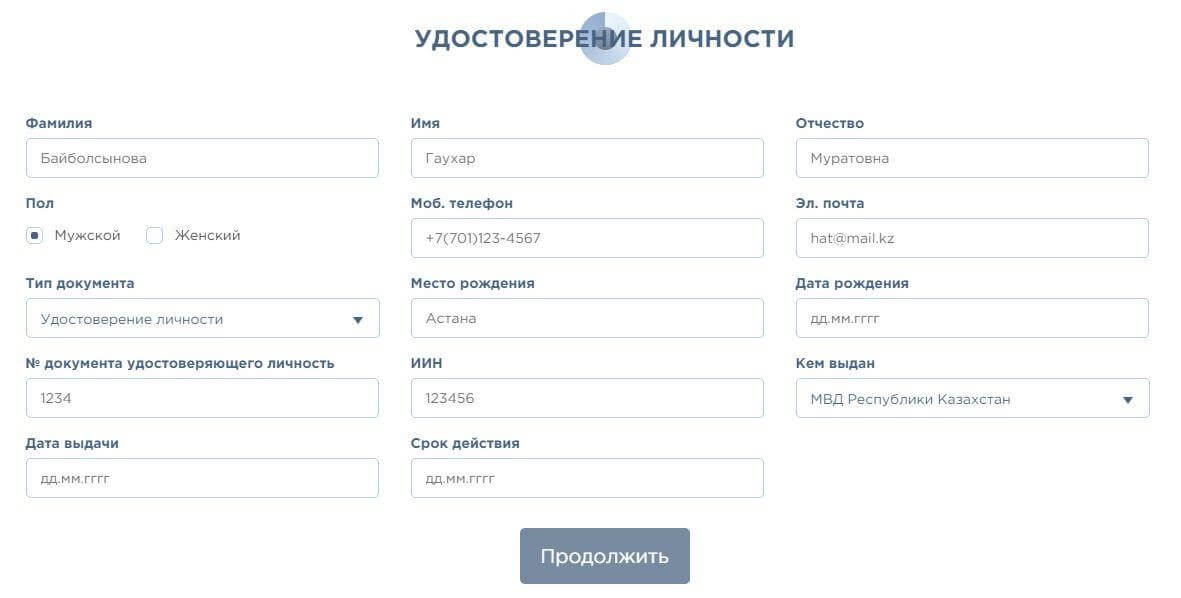 УДОСТОВЕРЕНИЕ ЛИЧНОСТИ
Фамилия
Байболсынова
Имя
Гаухар
Отчество
Муратовна
Пол
Мужской
Женский
Моб. телефон
+7(701)123-4567
Эл. почта
hat@mail.kz
Тип документа
Удостоверение личности
Место рождения
Астана
Дата рождения
дд.мм.гггг
№ документа удостоверяющего личность
1234
ИИН
123456
Кем выдан
МВД Республики Казахстан
Дата выдачи
дд.мм.гггг
Срок действия
дд.мм.гггг
Продолжить